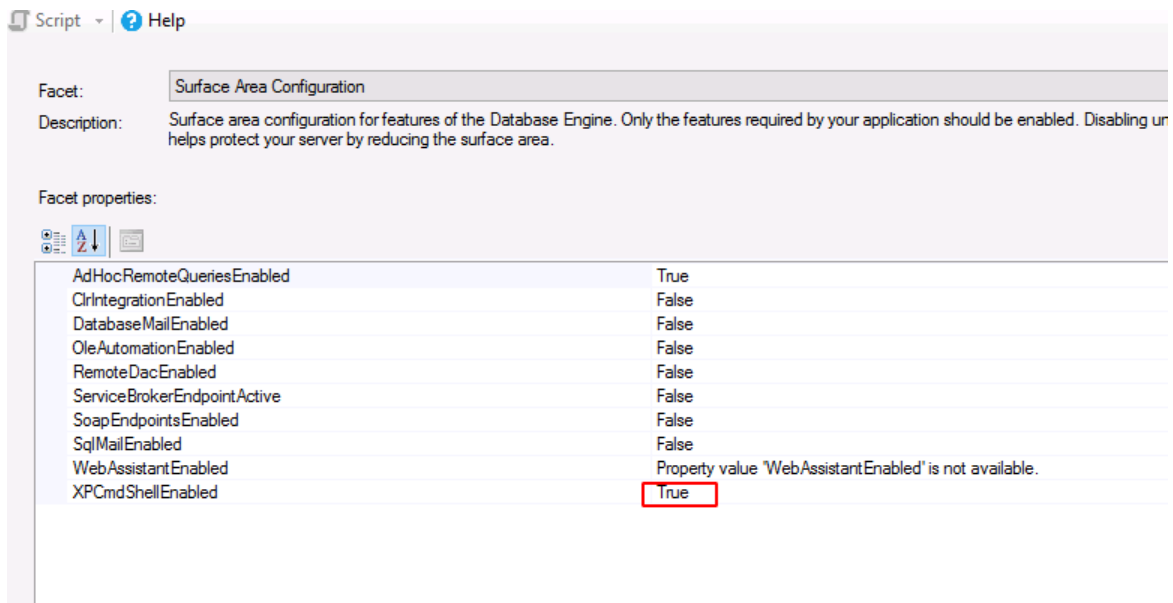 Script Help
Facet: Surface Area Configuration
Description: Surface area configuration for features of the Database Engine. Only the features required by your application should be enabled. Disabling
helps protect your server by reducing the surface area.
Facet properties:
AdHocRemoteQueriesEnabled True
ClrIntegrationEnabled False
DatabaseMailEnabled False
OleAutomationEnabled False
RemoteDacEnabled False
ServiceBrokerEndpointActive False
SoapEndpointsEnabled False
SqlMailEnabled False
WebAssistantEnabled Property value 'WebAssistantEnabled' is not available.
XPCmdShellEnabled True